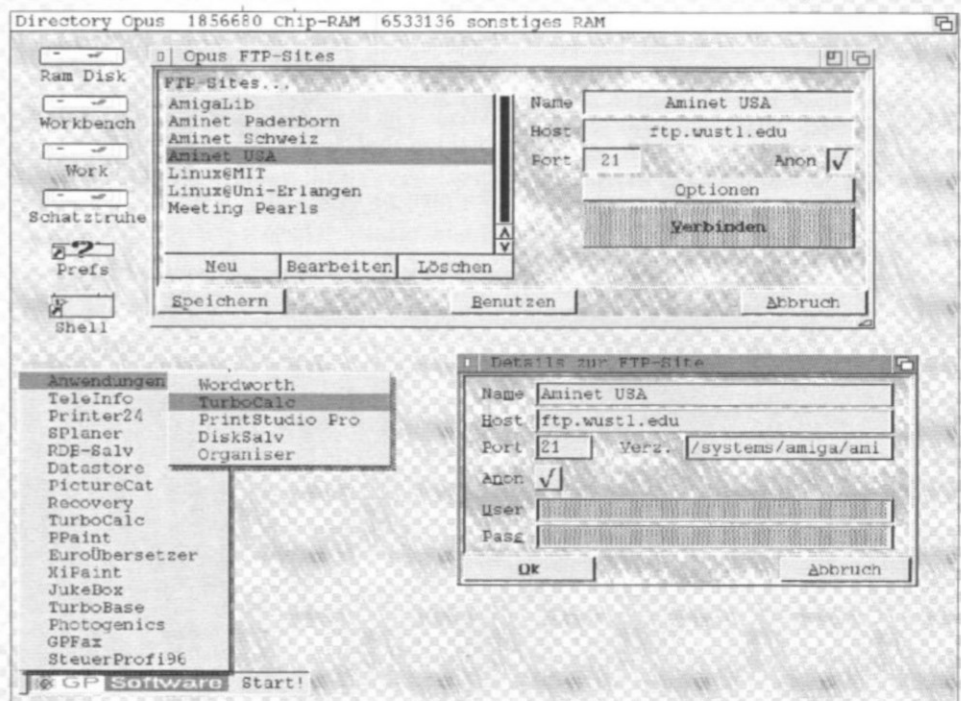 Directory Opus 1856680 Chip-RAM 6533136 sonstiges RAM
Ram Disk
Workbench
Work
Schatztruhe
Prefs
Shell
Opus FTP-Sites
FTP-Sites...
AmigaLib
Aminet Paderborn
Aminet Schweiz
Aminet USA
Linux@MIT
Linux@Uni-Erlangen
Meeting Pearls
Neu Bearbeiten Löschen
Name Aminet USA
Host ftp.wustl.edu
Port 21 Anon
Optionen
Verbinden
Speichern Benutzen Abbruch
Anwendungen
TeleInfo
Printer24
SPlaner
RDB-Salv
Datastore
PictureCat
Recovery
TurboCalc
PPaint
EuroÜbersetzer
XiPaint
JukeBox
TurboBase
Photogenics
GPFax
SteuerProfi96
Wordworth
TurboCalc
PrintStudio Pro
DiskSalv
Organiser
Details zur FTP-Site
Name Aminet USA
Host ftp.wustl.edu
Port 21 Verz. /systems/amiga/ami
Anon
User
Pass
Ok Abbruch
GP Software Start!